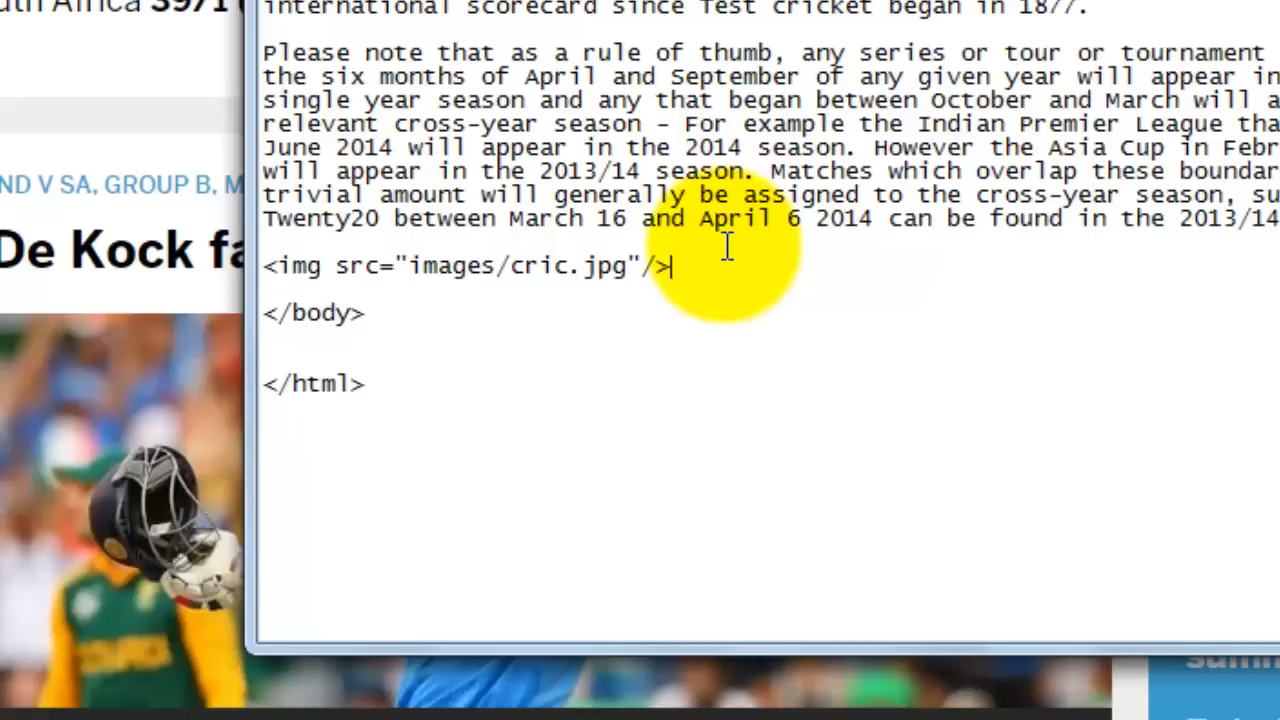 uth Africa 3971
international scorecard since Test cricket began in 1877.
Please note that as a rule of thumb, any series or tour or tournament
the six months of April and September of any given year will appear in
single year season and any that began between October and March will a
relevant cross-year season - For example the Indian Premier League tha
June 2014 will appear in the 2014 season. However the Asia Cup in Febr
will appear in the 2013/14 season. Matches which overlap these boundar
trivial amount will generally be assigned to the cross-year season, su
Twenty20 between March 16 and April 6 2014 can be found in the 2013/14
ND V SA, GROUP B, M
De Kock fa
<img src="images/cric.jpg"/>
</body>
</html>